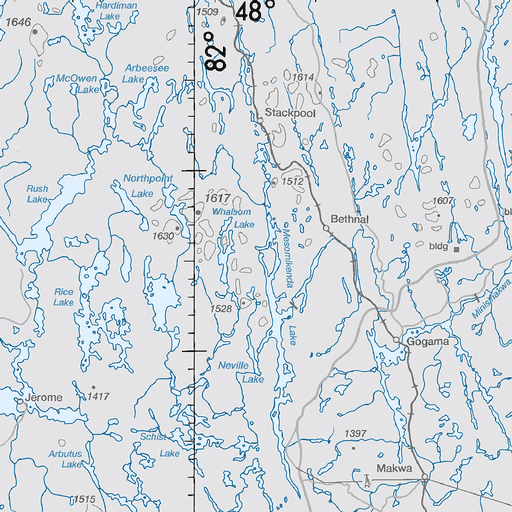 Hardiman
Lake
1509
48°
82°
1646
Arbeesee
Lake
McOwen
Lake
1614
Stackpool
Northpoint
Lake
1512
Rush
Lake
1617
Whalsom
Lake
Bethnal
1607
1630
bldg
bl
Mesomikenda
Lake
Rice
Lake
Minisinakwa
1528
Gogama
Neville
Lake
Jerome
1417
Schist
Lake
1397
Arbutus
Lake
Makwa
1515